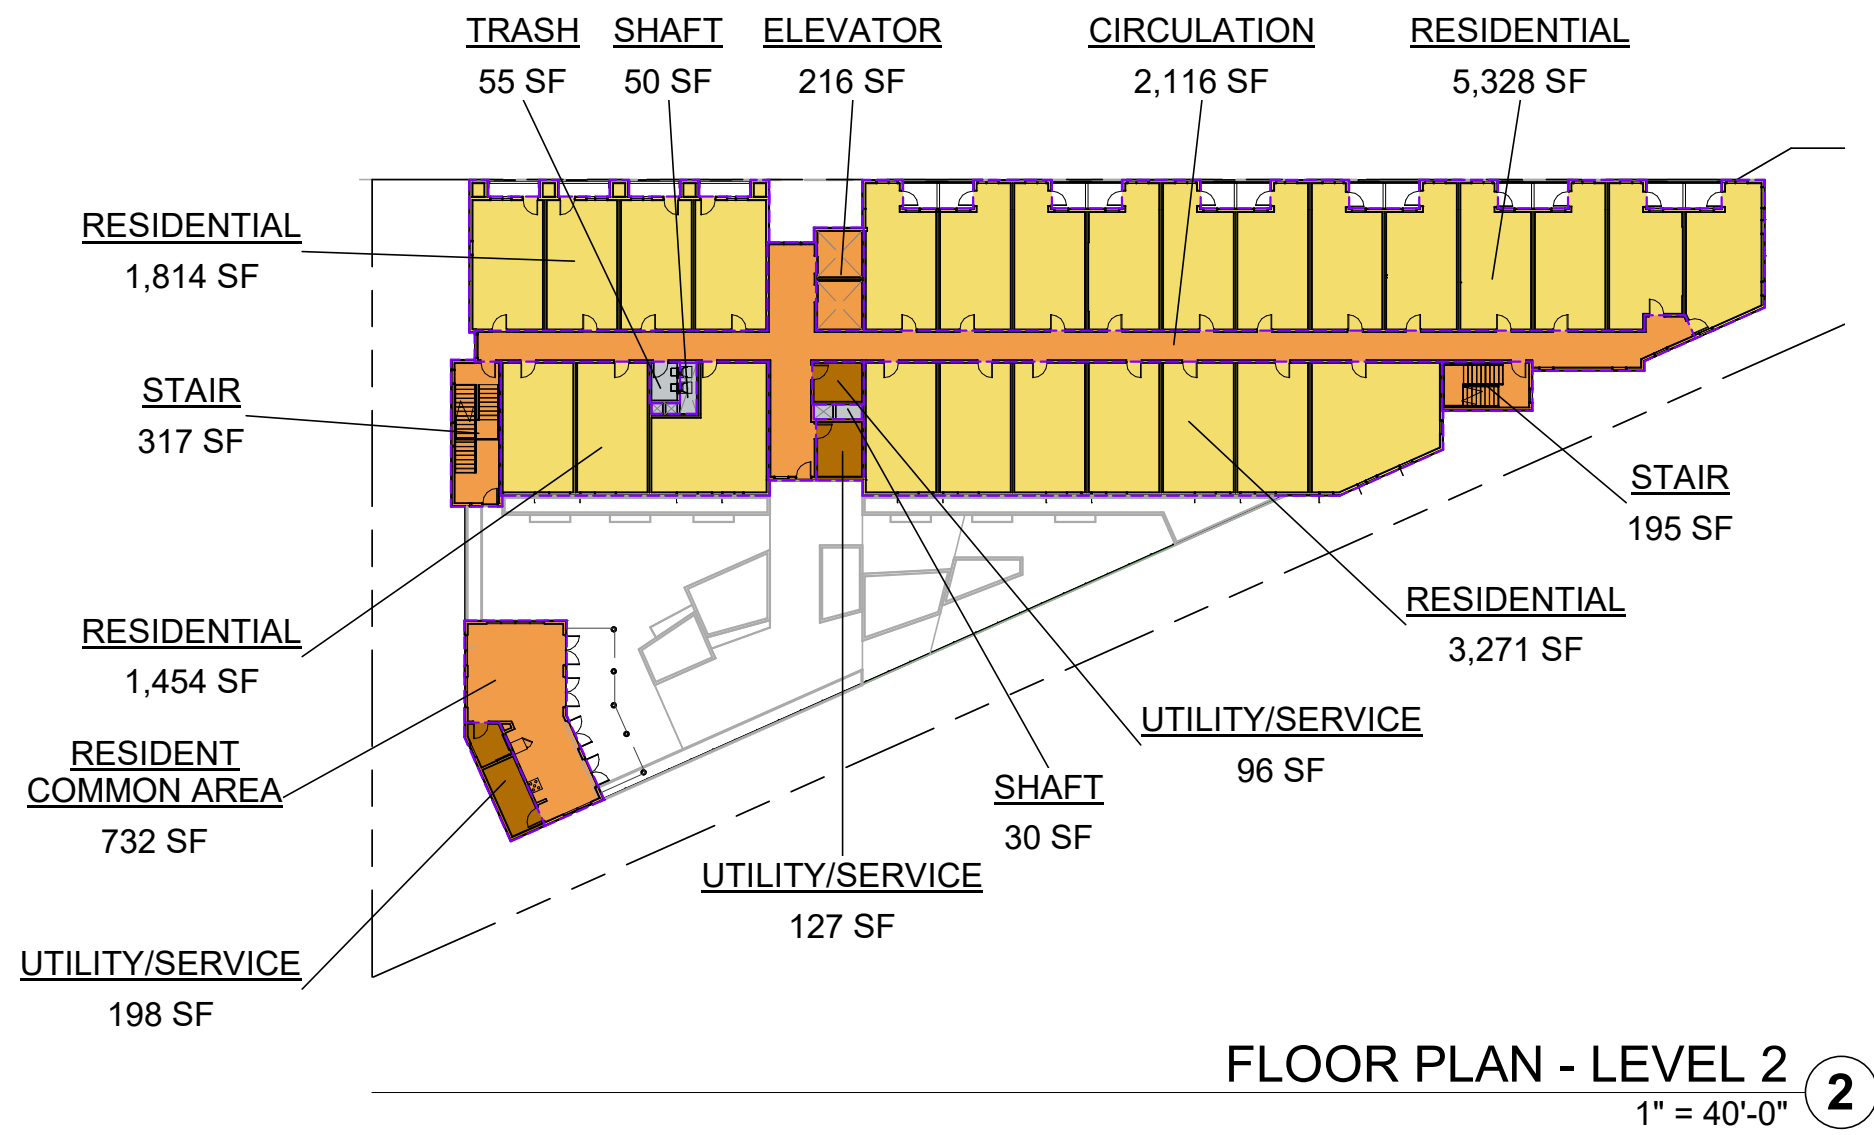 TRASH
55 SF
SHAFT
50 SF
ELEVATOR
216 SF
CIRCULATION
2,116 SF
RESIDENTIAL
5,328 SF
RESIDENTIAL
1,814 SF
STAIR
317 SF
STAIR
195 SF
RESIDENTIAL
1,454 SF
RESIDENTIAL
3,271 SF
RESIDENT
COMMON AREA
732 SF
UTILITY/SERVICE
96 SF
SHAFT
30 SF
UTILITY/SERVICE
127 SF
UTILITY/SERVICE
198 SF
FLOOR PLAN - LEVEL 2
2
1" = 40'-0"